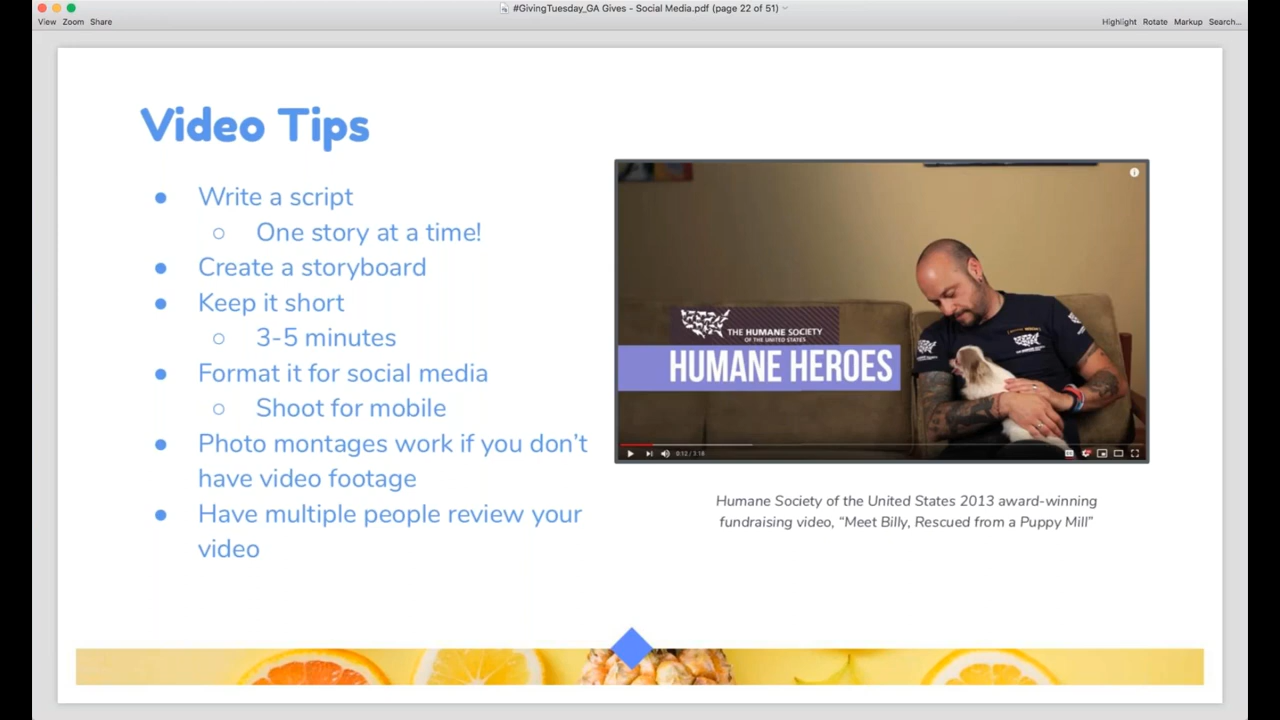 #GivingTuesday_GA Gives - Social Media.pdf (page 22 of 51)
View Zoom Share
Highlight Rotate Markup Search...
Video Tips
● Write a script
○ One story at a time!
● Create a storyboard
● Keep it short
○ 3-5 minutes
● Format it for social media
○ Shoot for mobile
● Photo montages work if you don't
have video footage
● Have multiple people review your
video
THE HUMANE SOCIETY
OF THE UNITED STATES
HUMANE HEROES
0:12 / 3:18
Humane Society of the United States 2013 award-winning
fundraising video, “Meet Billy, Rescued from a Puppy Mill”